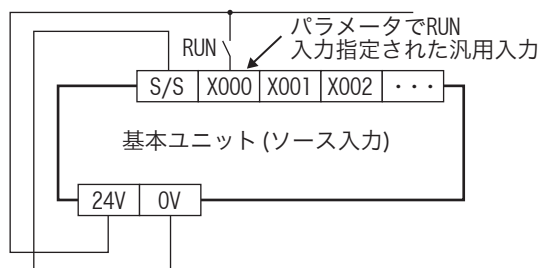 パラメータでRUN
RUN 入力指定された汎用入力
S/S X000 X001 X002 ・・・
基本ユニット (ソース入力)
24V 0V